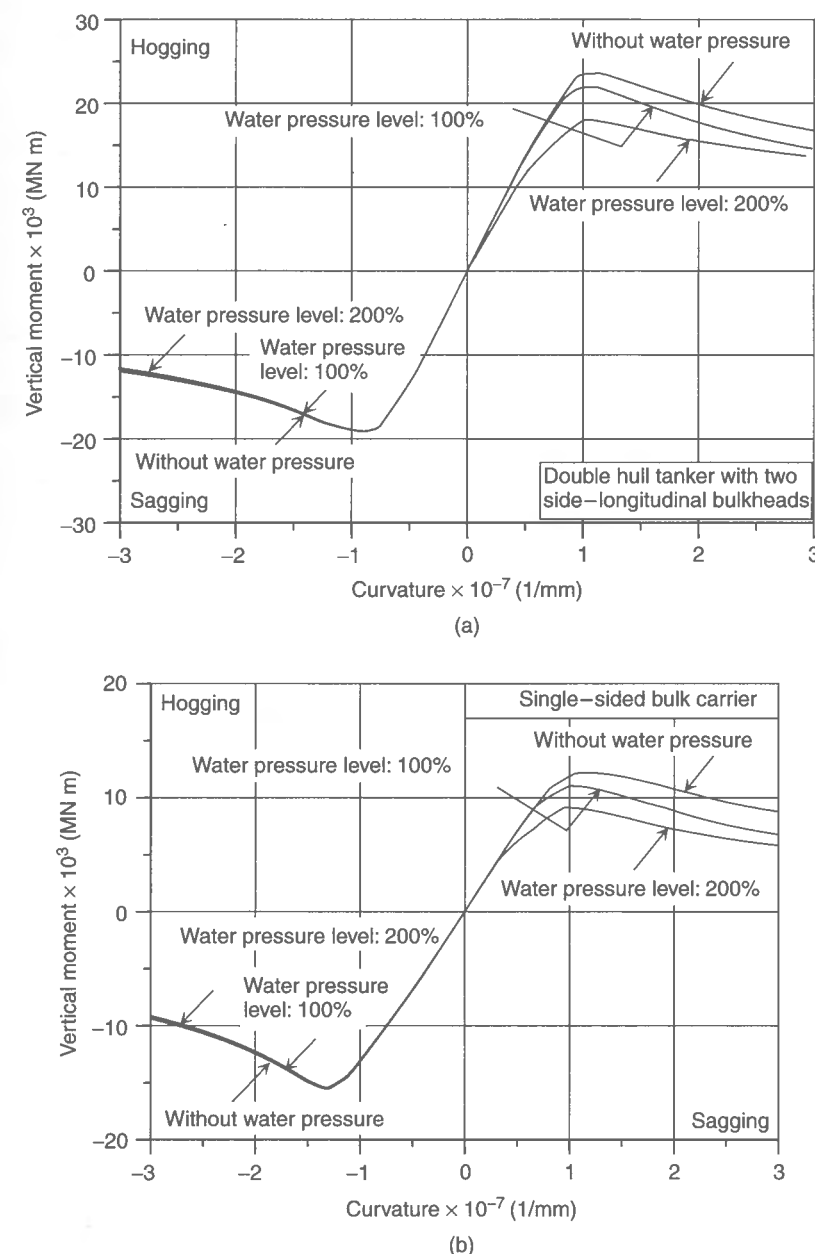 30
Hogging
Without water pressure
20
Water pressure level: 100%
10
Water pressure level: 200%
Vertical moment × 10³ (MN m)
0
Water pressure level: 200%
Water pressure
level: 100%
−10
−20
Without water pressure
Sagging
Double hull tanker with two
side–longitudinal bulkheads
−30
−3 −2 −1 0 1 2 3
Curvature × 10⁻⁷ (1/mm)
(a)
20
Hogging
Single–sided bulk carrier
Without water pressure
Water pressure level: 100%
10
Water pressure level: 200%
Vertical moment × 10³ (MN m)
0
Water pressure level: 200%
Water pressure
level: 100%
−10
Without water pressure
Sagging
−20
−3 −2 −1 0 1 2 3
Curvature × 10⁻⁷ (1/mm)
(b)